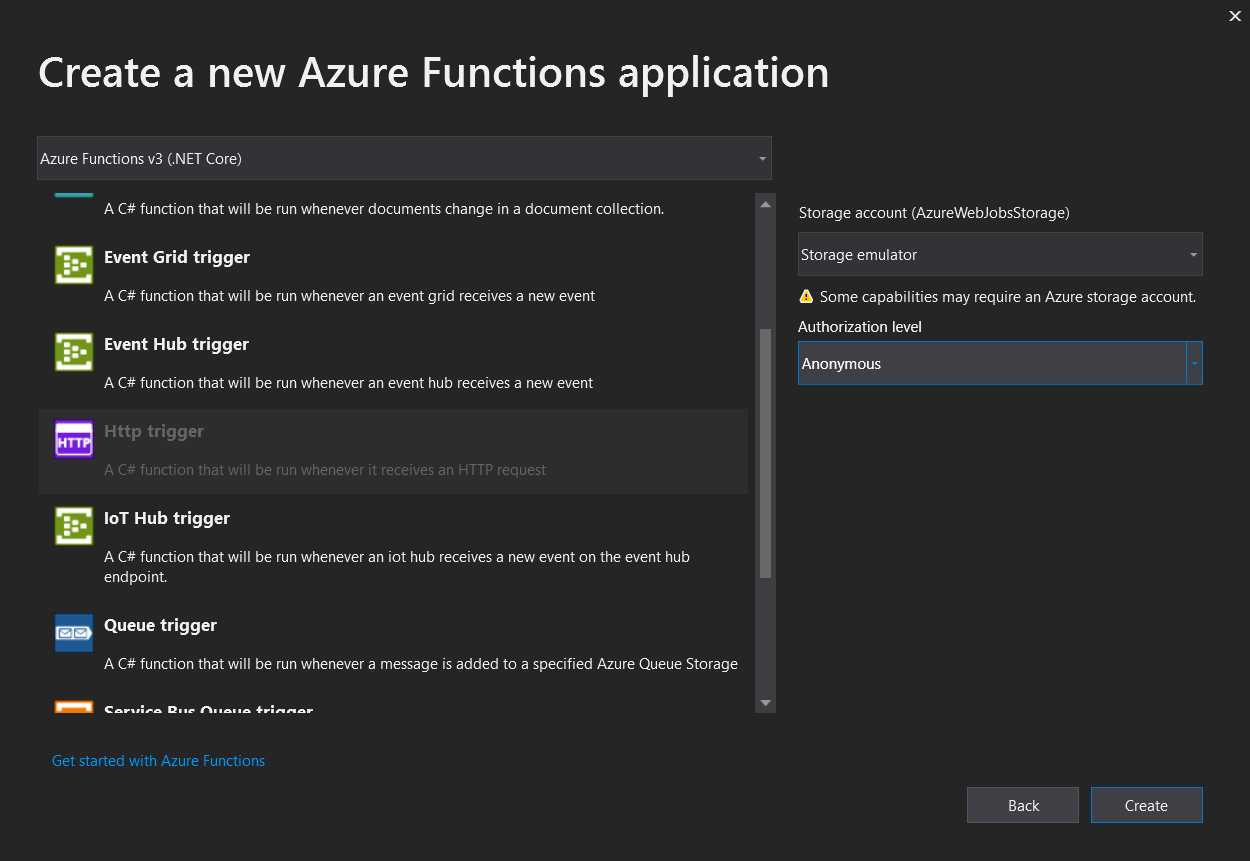 Create a new Azure Functions application
Azure Functions v3 (.NET Core)
A C# function that will be run whenever documents change in a document collection.
Event Grid trigger
A C# function that will be run whenever an event grid receives a new event
Event Hub trigger
A C# function that will be run whenever an event hub receives a new event
HTTP
Http trigger
A C# function that will be run whenever it receives an HTTP request
IoT Hub trigger
A C# function that will be run whenever an iot hub receives a new event on the event hub
endpoint.
Queue trigger
A C# function that will be run whenever a message is added to a specified Azure Queue Storage
Service Bus Queue trigger
Storage account (AzureWebJobsStorage)
Storage emulator
Some capabilities may require an Azure storage account.
Authorization level
Anonymous
Get started with Azure Functions
Back
Create